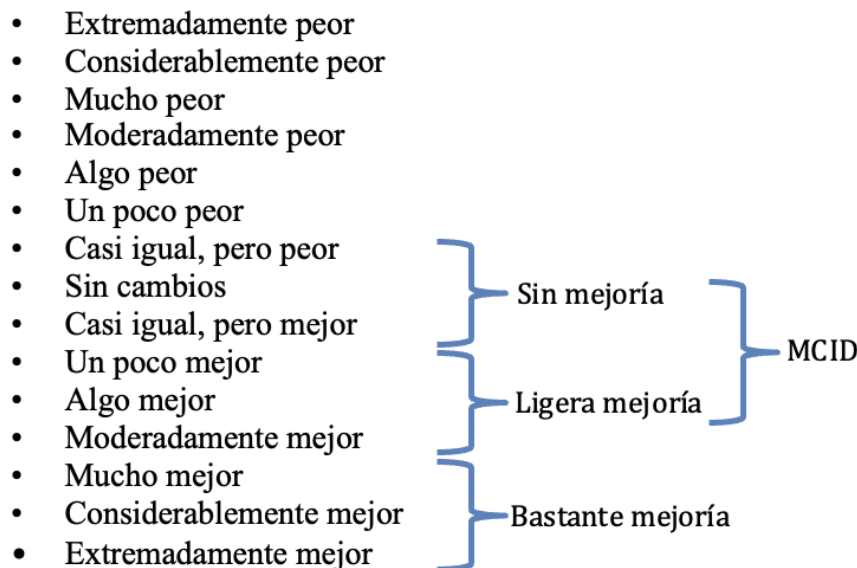 • Extremadamente peor
• Considerablemente peor
• Mucho peor
• Moderadamente peor
• Algo peor
• Un poco peor
• Casi igual, pero peor
• Sin cambios
• Casi igual, pero mejor
• Un poco mejor
• Algo mejor
• Moderadamente mejor
• Mucho mejor
• Considerablemente mejor
• Extremadamente mejor
Sin mejoría
Ligera mejoría
Bastante mejoría
MCID